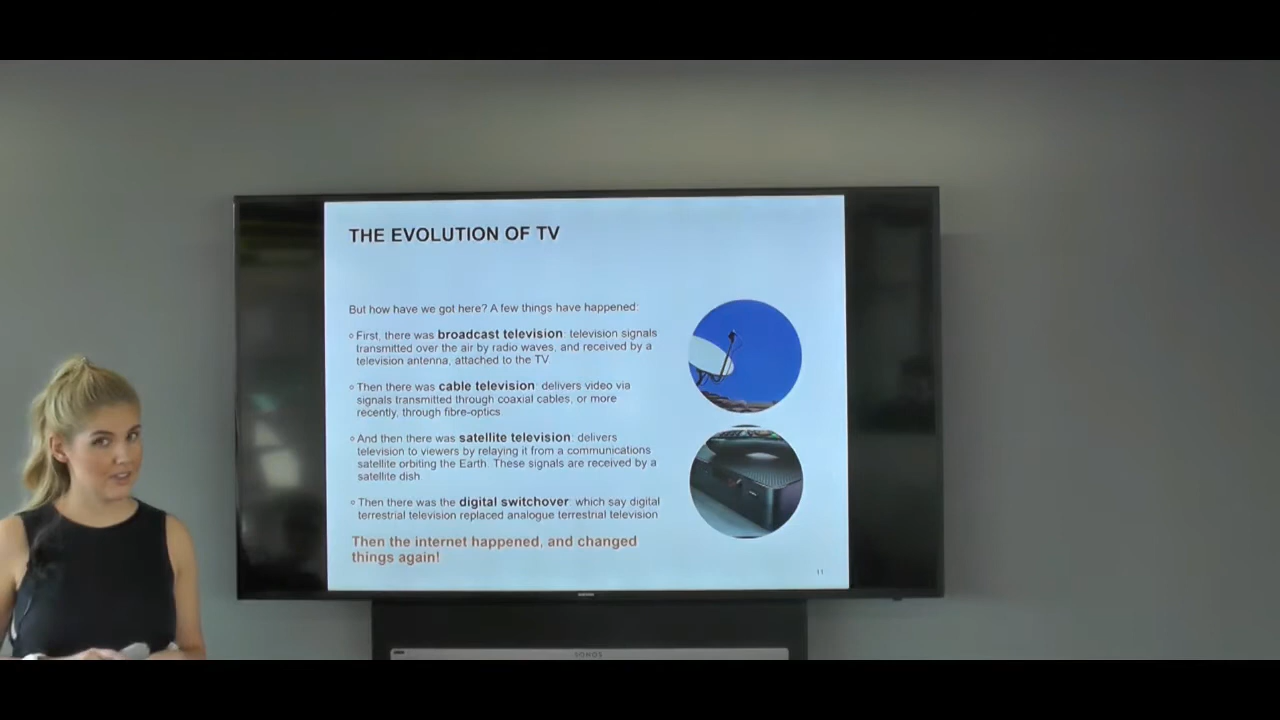 THE EVOLUTION OF TV
But how have we got here? A few things have happened:
First, there was broadcast television: television signals
transmitted over the air by radio waves, and received by a
television antenna, attached to the TV
Then there was cable television: delivers video via
signals transmitted through coaxial cables, or more
recently, through fibre-optics
And then there was satellite television: delivers
television to viewers by relaying it from a communications
satellite orbiting the Earth. These signals are received by a
satellite dish
Then there was the digital switchover: which say digital
terrestrial television replaced analogue terrestrial television
Then the internet happened, and changed
things again!
11
SAMSUNG
SONOS